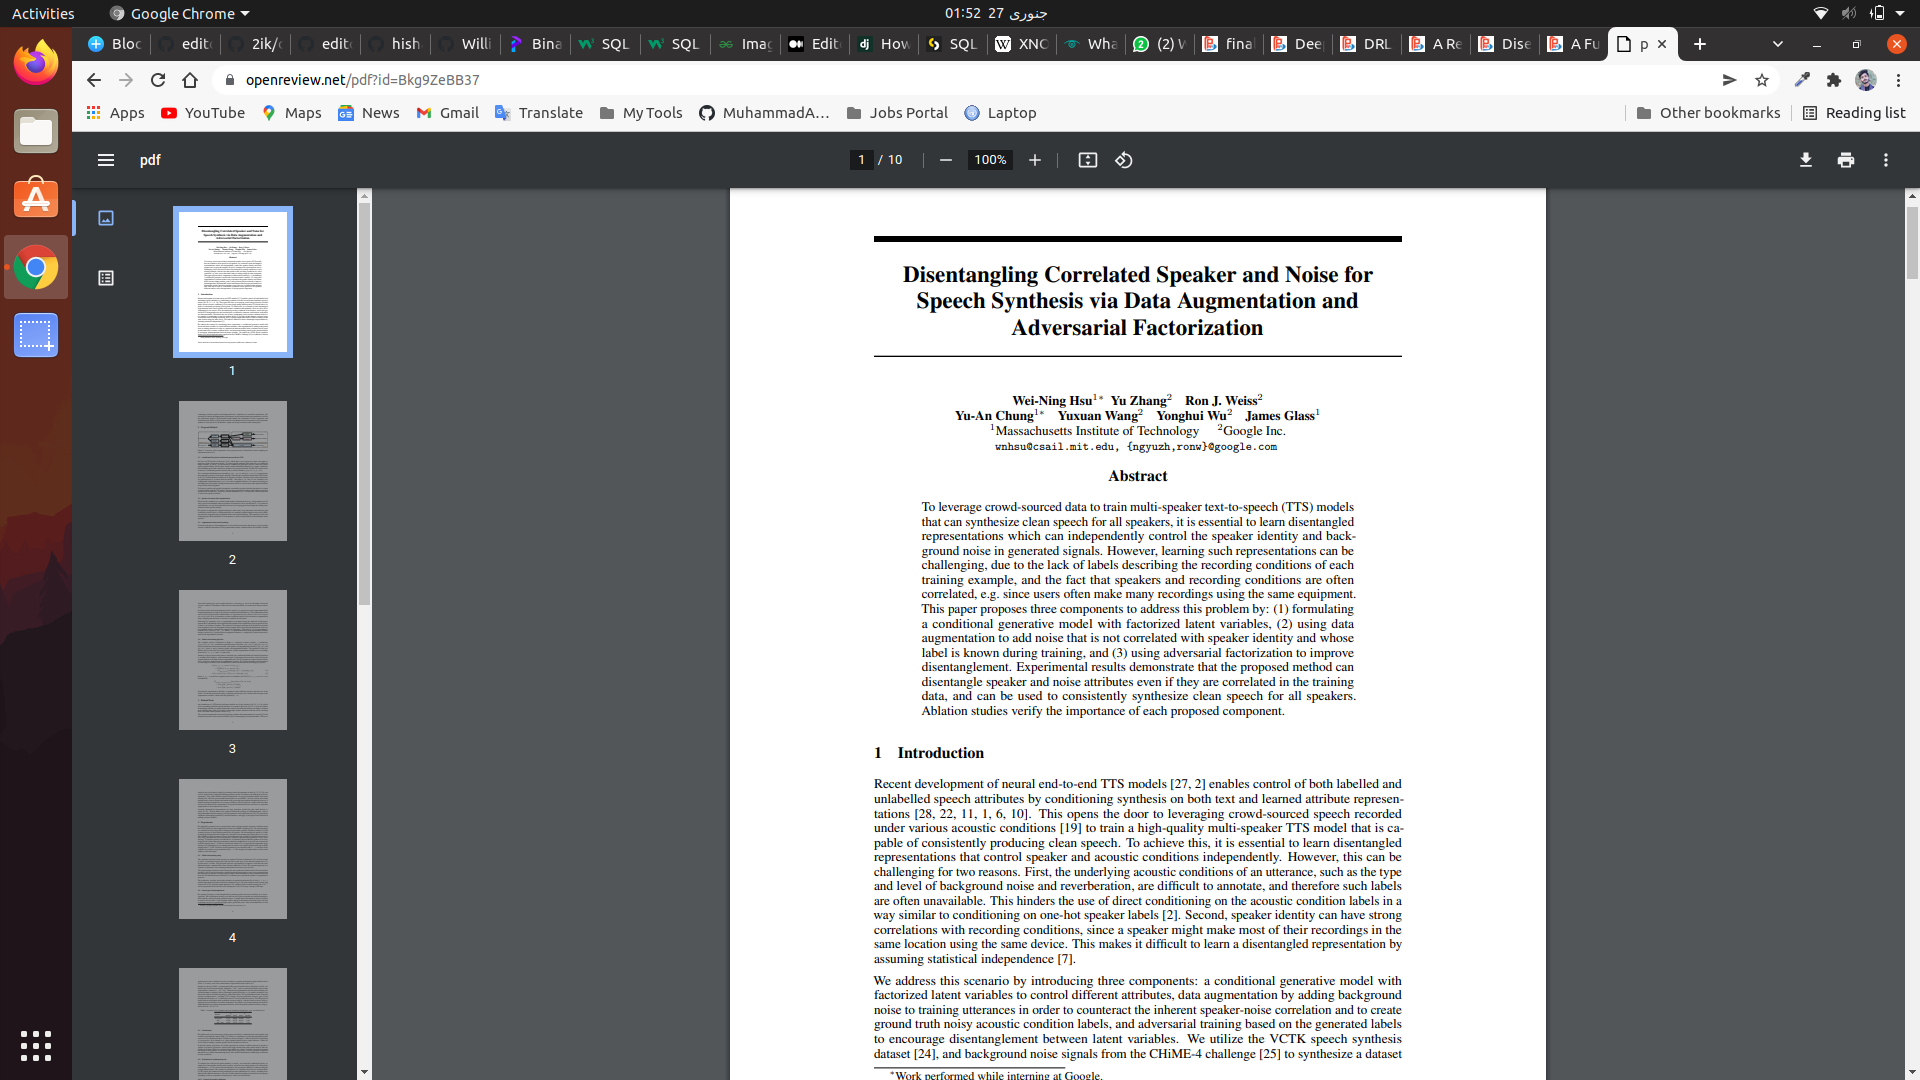 Activities
Google Chrome
01:52 27 جنوری
Bloc
edit
2ik/
edit
hish
Willi
Bina
SQL
SQL
Imag
Edit
How
SQL
XNC
Wha
(2) W
fina
Dee
DRL
A Re
Dise
A Fu
p
openreview.net/pdf?id=Bkg9ZeBB37
Apps
YouTube
Maps
News
Gmail
Translate
My Tools
MuhammadA...
Jobs Portal
Laptop
Other bookmarks
Reading list
pdf
1 / 10
100%
1
2
3
4
Disentangling Correlated Speaker and Noise for
Speech Synthesis via Data Augmentation and
Adversarial Factorization
Wei-Ning Hsu1∗ Yu Zhang2 Ron J. Weiss2
Yu-An Chung1∗ Yuxuan Wang2 Yonghui Wu2 James Glass1
1Massachusetts Institute of Technology 2Google Inc.
wnhsu@csail.mit.edu, {ngyuzh,ronw}@google.com
Abstract
To leverage crowd-sourced data to train multi-speaker text-to-speech (TTS) models
that can synthesize clean speech for all speakers, it is essential to learn disentangled
representations which can independently control the speaker identity and back-
ground noise in generated signals. However, learning such representations can be
challenging, due to the lack of labels describing the recording conditions of each
training example, and the fact that speakers and recording conditions are often
correlated, e.g. since users often make many recordings using the same equipment.
This paper proposes three components to address this problem by: (1) formulating
a conditional generative model with factorized latent variables, (2) using data
augmentation to add noise that is not correlated with speaker identity and whose
label is known during training, and (3) using adversarial factorization to improve
disentanglement. Experimental results demonstrate that the proposed method can
disentangle speaker and noise attributes even if they are correlated in the training
data, and can be used to consistently synthesize clean speech for all speakers.
Ablation studies verify the importance of each proposed component.
1 Introduction
Recent development of neural end-to-end TTS models [27, 2] enables control of both labelled and
unlabelled speech attributes by conditioning synthesis on both text and learned attribute represen-
tations [28, 22, 11, 1, 6, 10]. This opens the door to leveraging crowd-sourced speech recorded
under various acoustic conditions [19] to train a high-quality multi-speaker TTS model that is ca-
pable of consistently producing clean speech. To achieve this, it is essential to learn disentangled
representations that control speaker and acoustic conditions independently. However, this can be
challenging for two reasons. First, the underlying acoustic conditions of an utterance, such as the type
and level of background noise and reverberation, are difficult to annotate, and therefore such labels
are often unavailable. This hinders the use of direct conditioning on the acoustic condition labels in a
way similar to conditioning on one-hot speaker labels [2]. Second, speaker identity can have strong
correlations with recording conditions, since a speaker might make most of their recordings in the
same location using the same device. This makes it difficult to learn a disentangled representation by
assuming statistical independence [7].
We address this scenario by introducing three components: a conditional generative model with
factorized latent variables to control different attributes, data augmentation by adding background
noise to training utterances in order to counteract the inherent speaker-noise correlation and to create
ground truth noisy acoustic condition labels, and adversarial training based on the generated labels
to encourage disentanglement between latent variables. We utilize the VCTK speech synthesis
dataset [24], and background noise signals from the CHiME-4 challenge [25] to synthesize a dataset
∗Work performed while interning at Google.